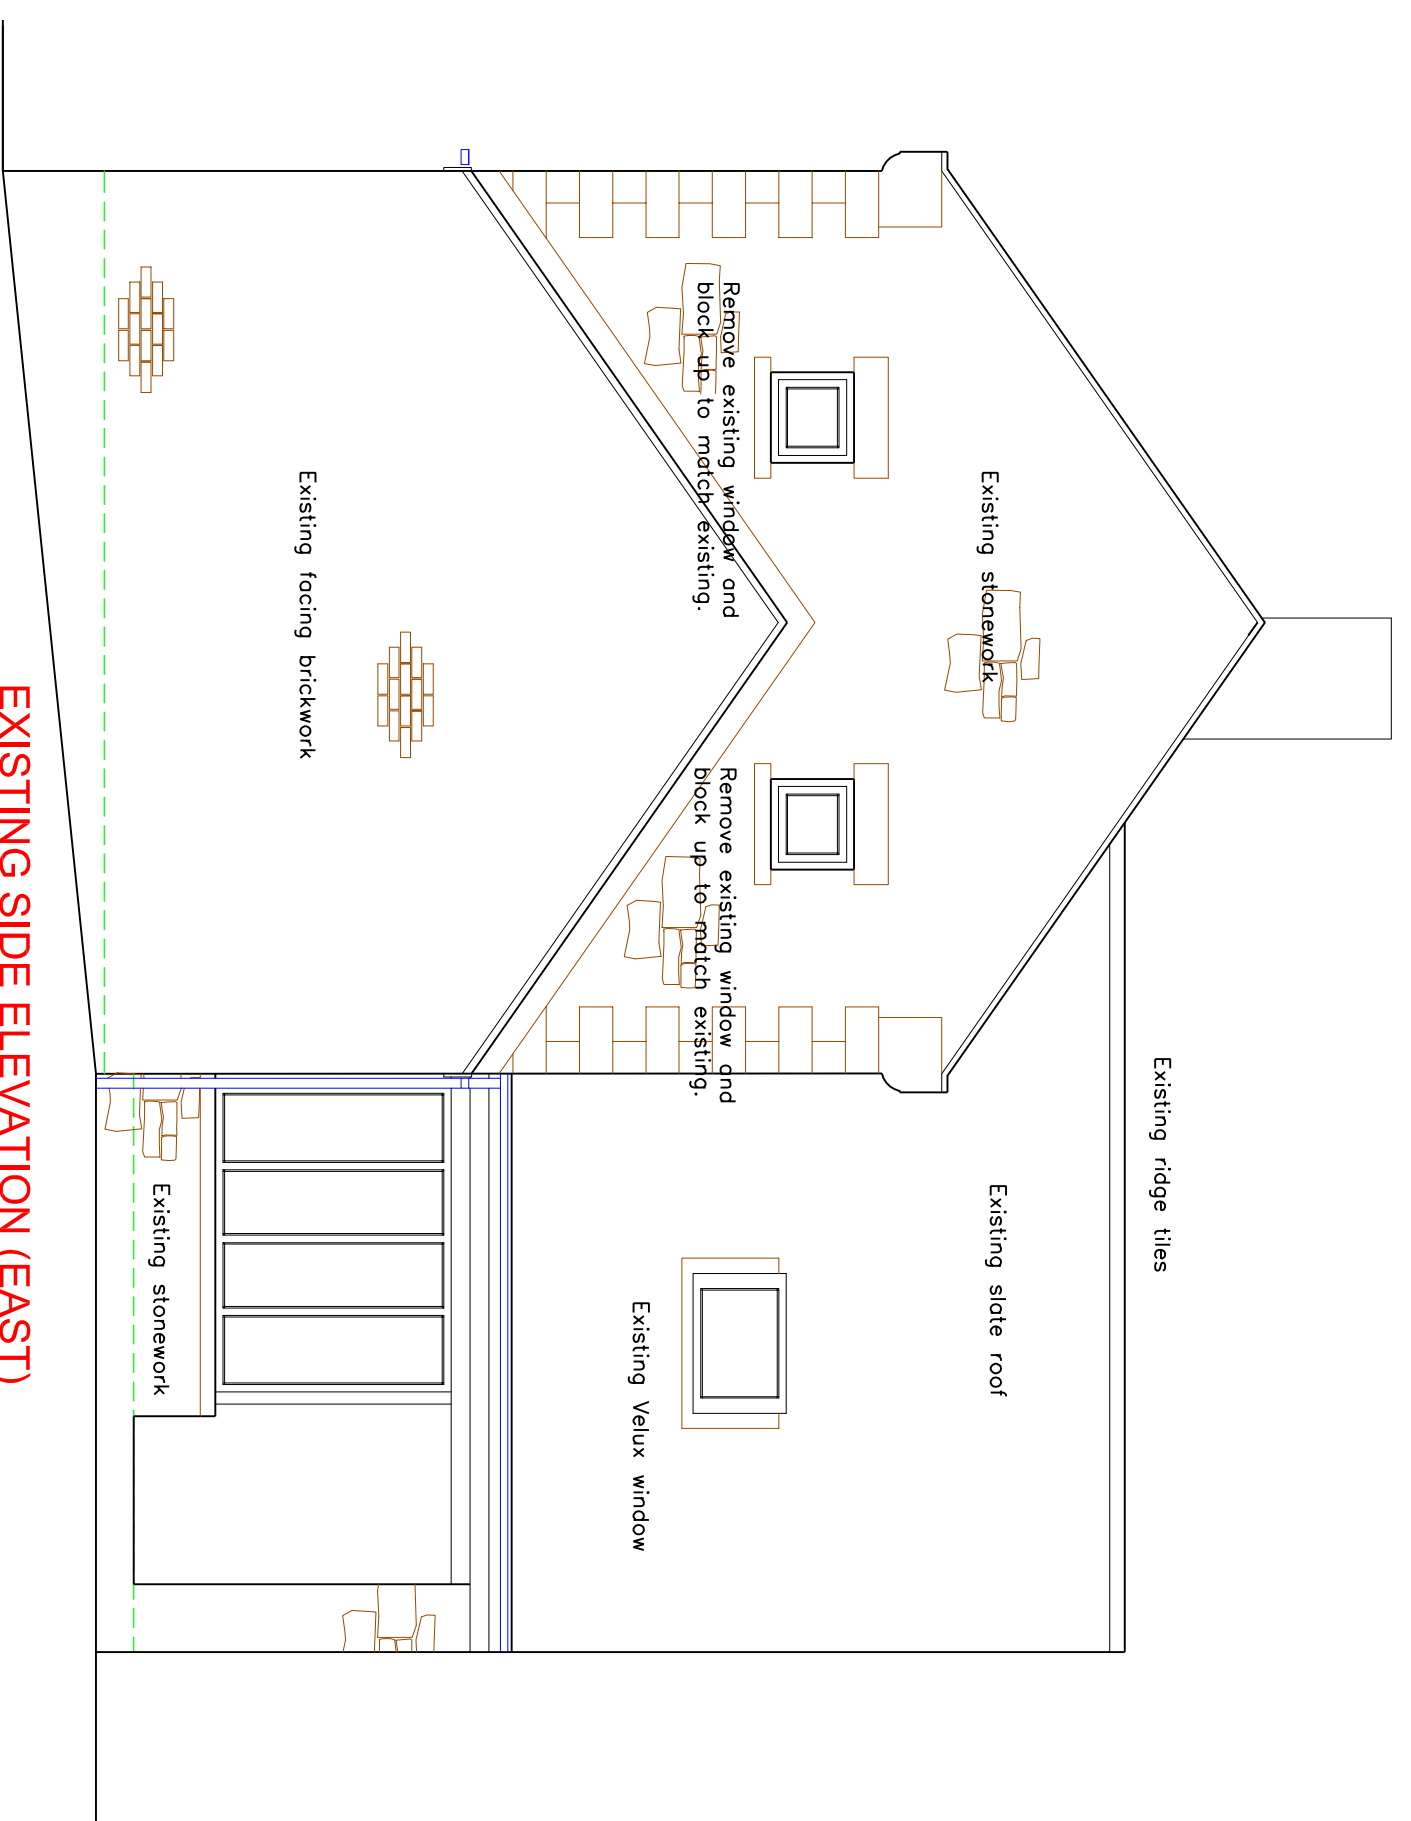 Existing ridge tiles
Existing stonework
Existing slate roof
Remove existing window and
block up to match existing.
Remove existing window and
block up to match existing.
Existing Velux window
Existing facing brickwork
Existing stonework
EXISTING SIDE ELEVATION (EAST)